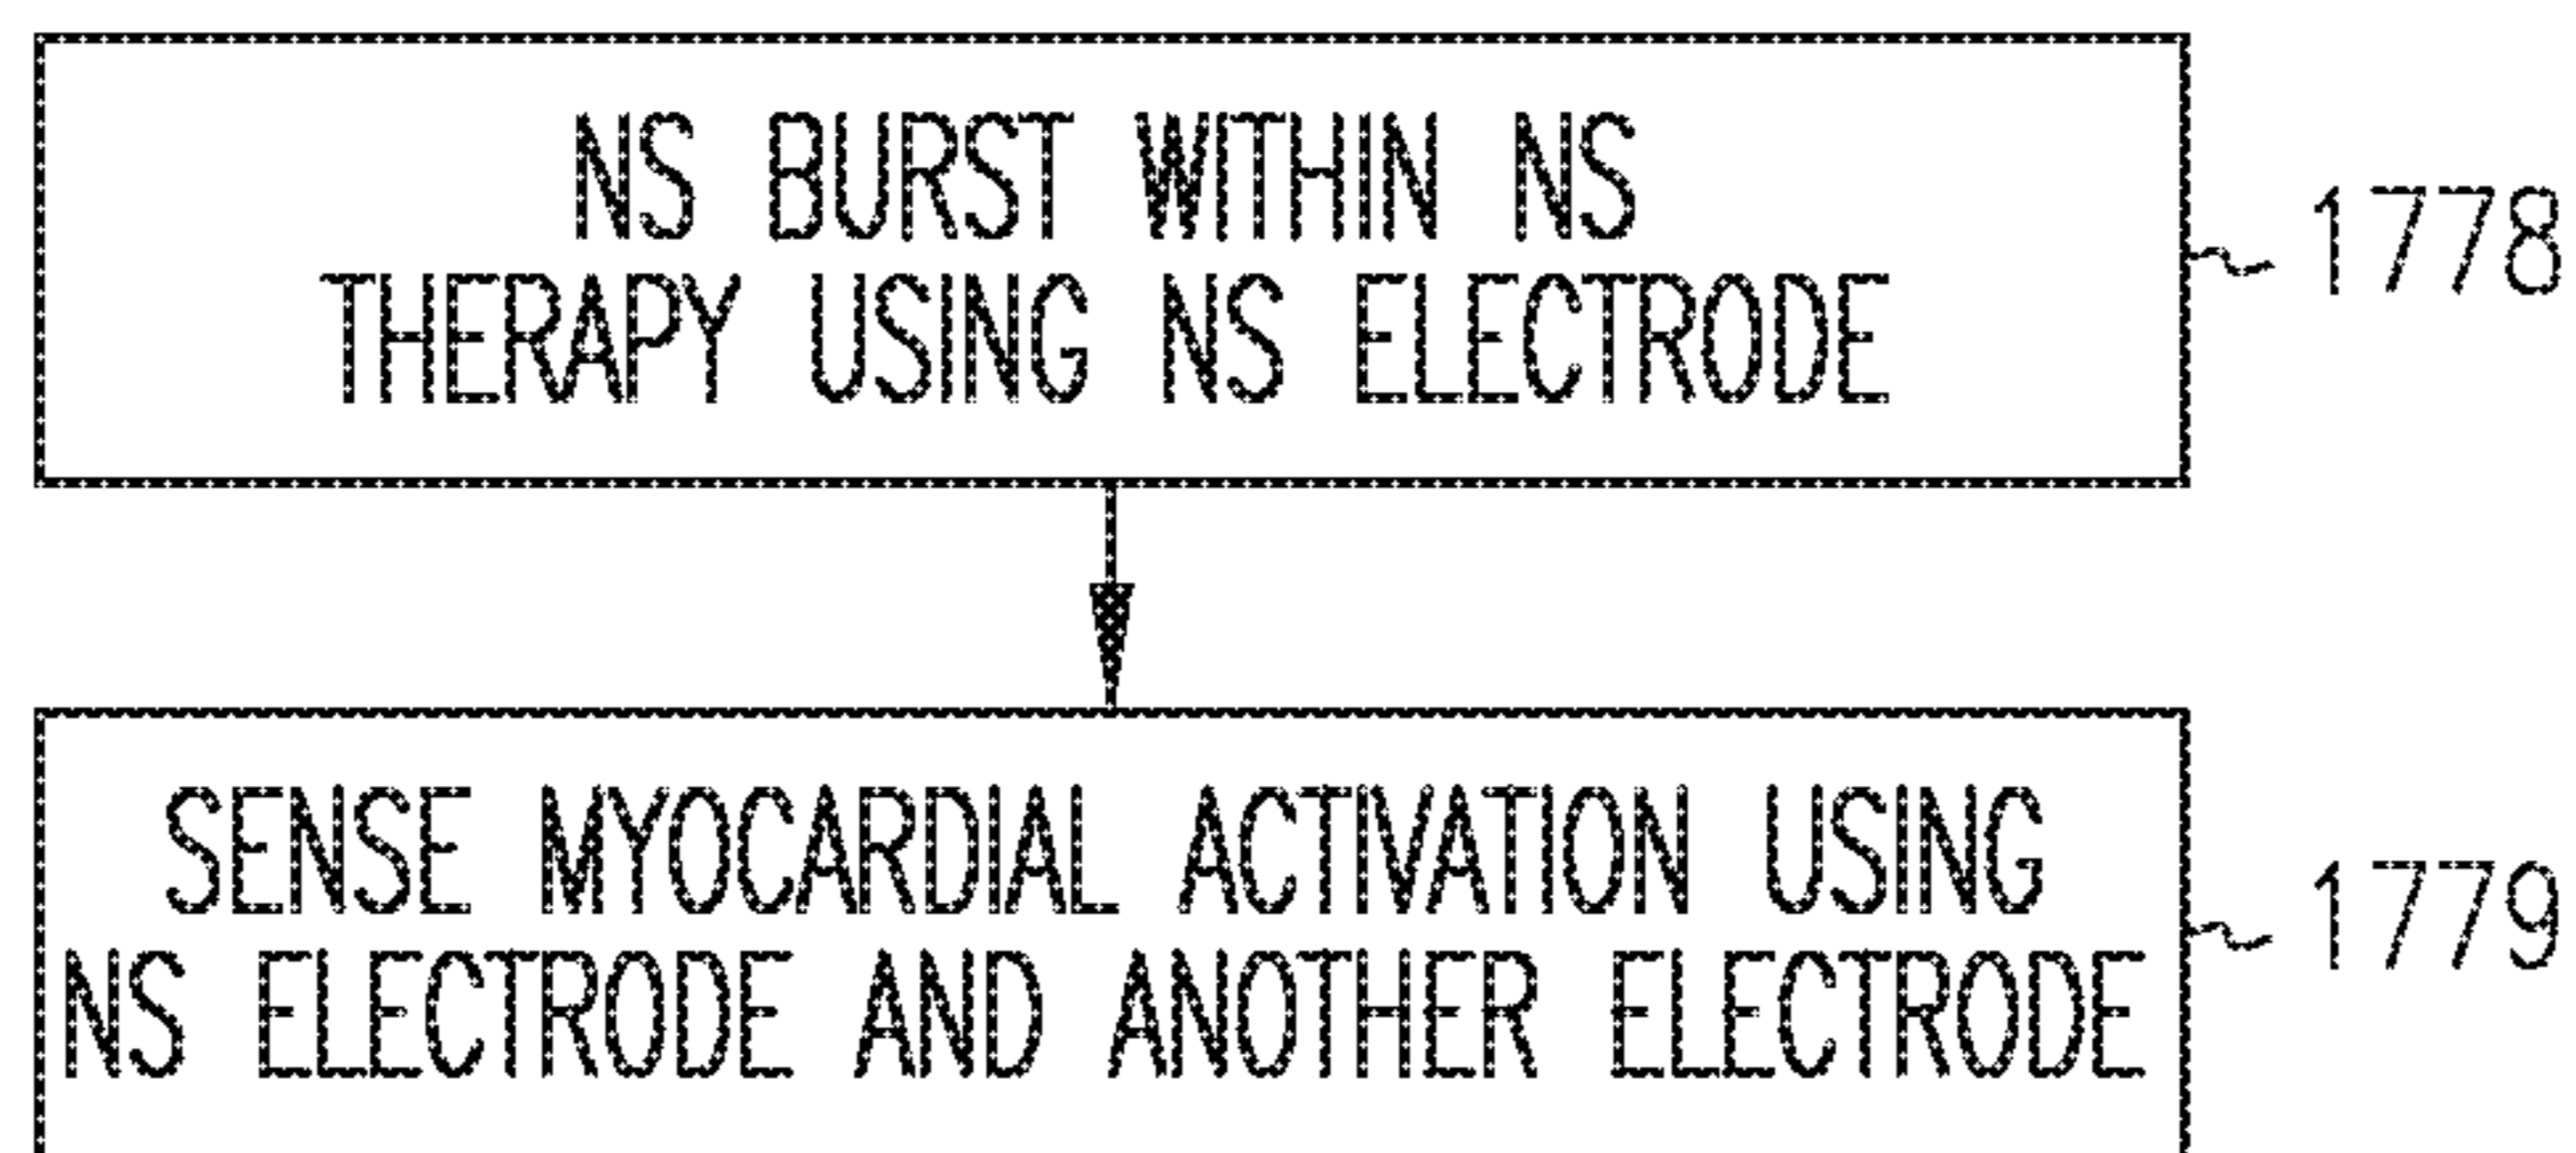 NS BURST WITHIN NS
THERAPY USING NS ELECTRODE
1778
SENSE MYOCARDIAL ACTIVATION USING
NS ELECTRODE AND ANOTHER ELECTRODE
1779